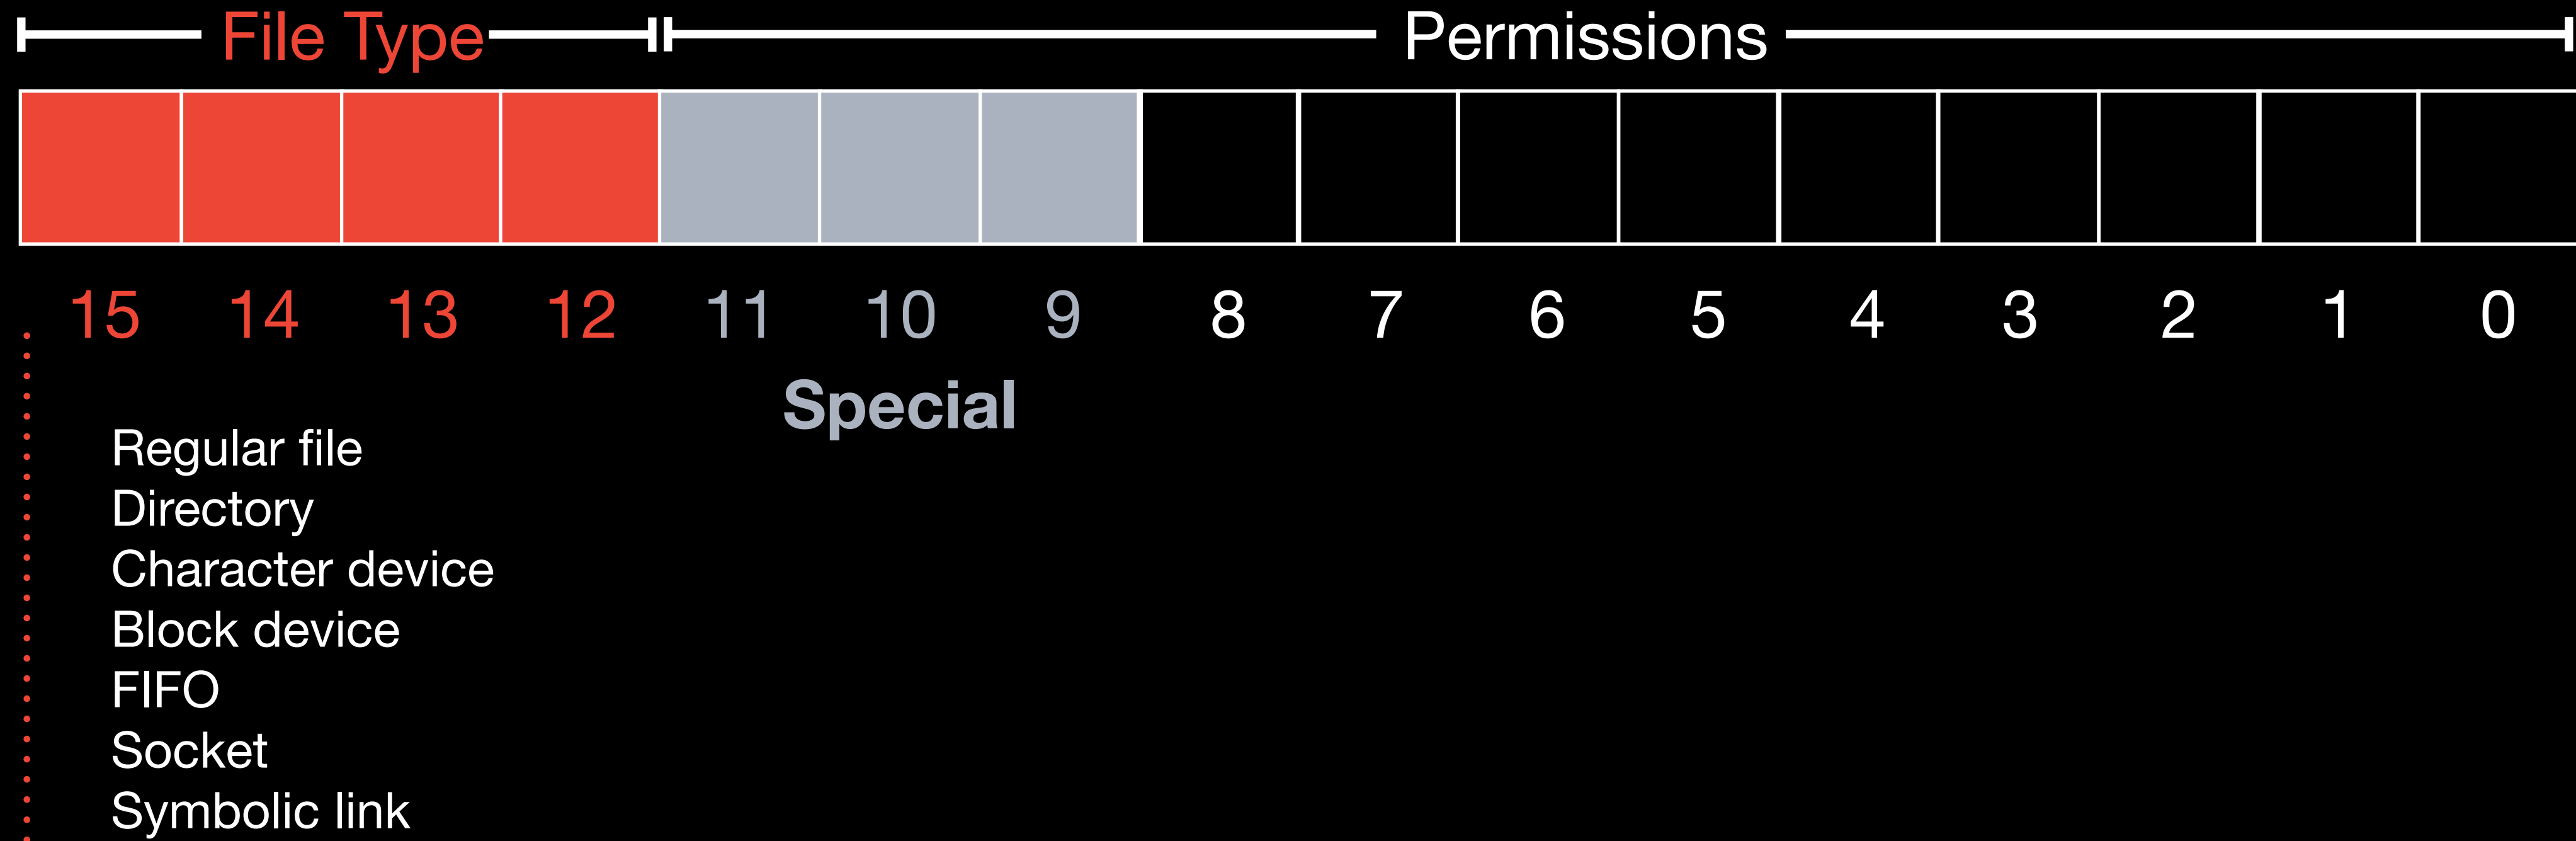 File Type Permissions
15 14 13 12 11 10 9 8 7 6 5 4 3 2 1 0
Special
Regular file
Directory
Character device
Block device
FIFO
Socket
Symbolic link